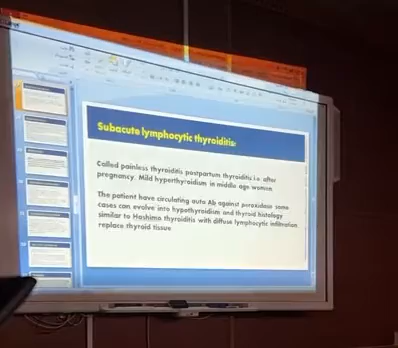 Subacute lymphocytic thyroiditis:
Called painless thyroiditis postpartum thyroiditis i.e. after
pregnancy. Mild hyperthyroidism in middle age women
The patient have circulating auto Ab against peroxidase some
cases can evolve into hypothyroidism and thyroid histology
similar to Hashimo thyroiditis with diffuse lymphocytic infiltration
replace thyroid tissue